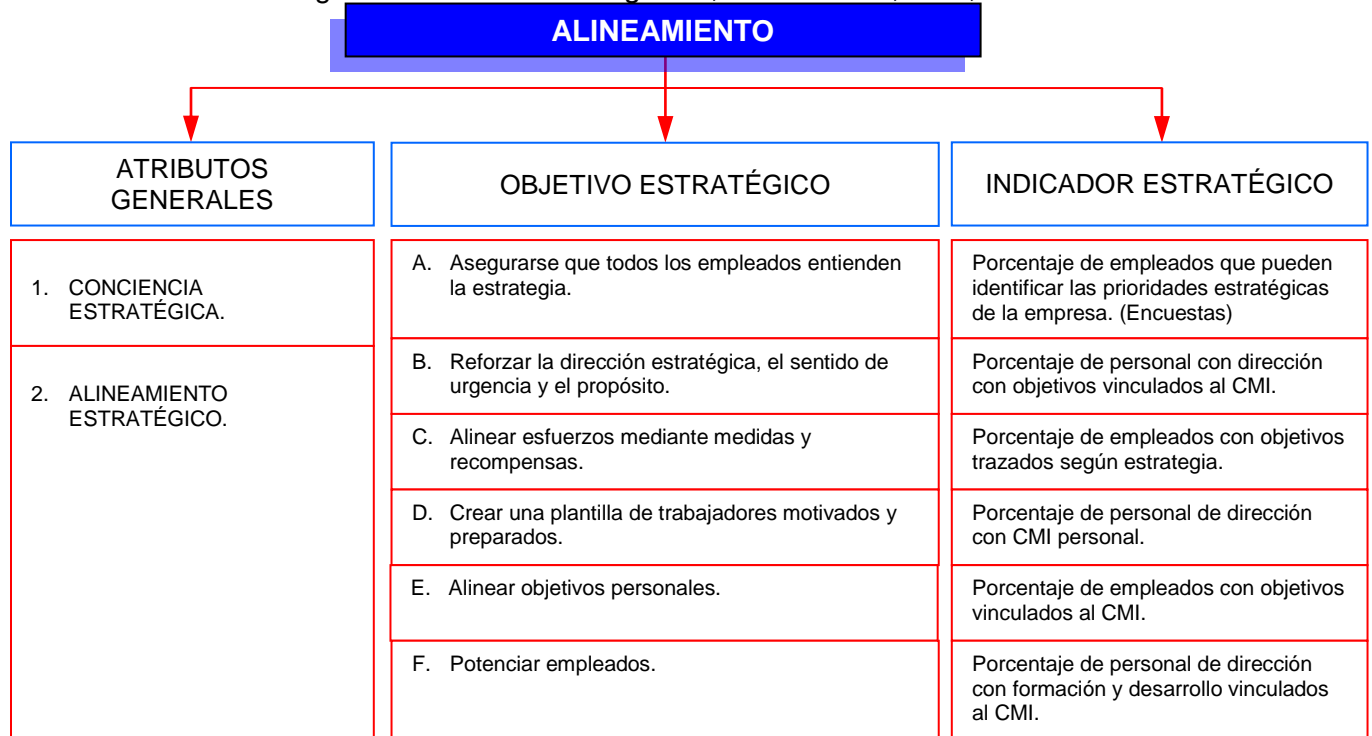 ALINEAMIENTO
ATRIBUTOS
GENERALES
OBJETIVO ESTRATÉGICO
INDICADOR ESTRATÉGICO
1. CONCIENCIA
ESTRATÉGICA.
A. Asegurarse que todos los empleados entienden
la estrategia.
Porcentaje de empleados que pueden
identificar las prioridades estratégicas
de la empresa. (Encuestas)
2. ALINEAMIENTO
ESTRATÉGICO.
B. Reforzar la dirección estratégica, el sentido de
urgencia y el propósito.
Porcentaje de personal con dirección
con objetivos vinculados al CMI.
C. Alinear esfuerzos mediante medidas y
recompensas.
Porcentaje de empleados con objetivos
trazados según estrategia.
D. Crear una plantilla de trabajadores motivados y
preparados.
Porcentaje de personal de dirección
con CMI personal.
E. Alinear objetivos personales.
Porcentaje de empleados con objetivos
vinculados al CMI.
F. Potenciar empleados.
Porcentaje de personal de dirección
con formación y desarrollo vinculados
al CMI.